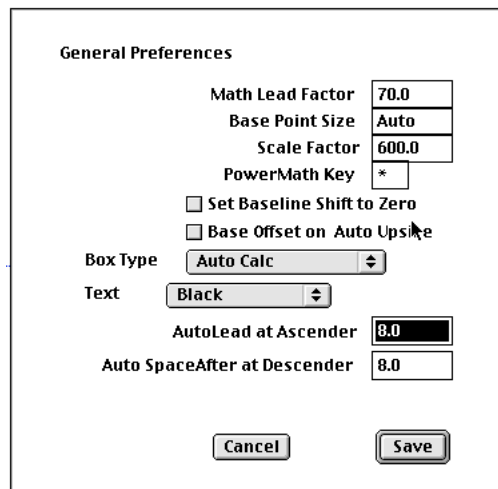 General Preferences
Math Lead Factor 70.0
Base Point Size Auto
Scale Factor 600.0
PowerMath Key *
Set Baseline Shift to Zero
Base Offset on Auto Upsize
Box Type Auto Calc
Text Black
AutoLead at Ascender 8.0
Auto SpaceAfter at Descender 8.0
Cancel Save